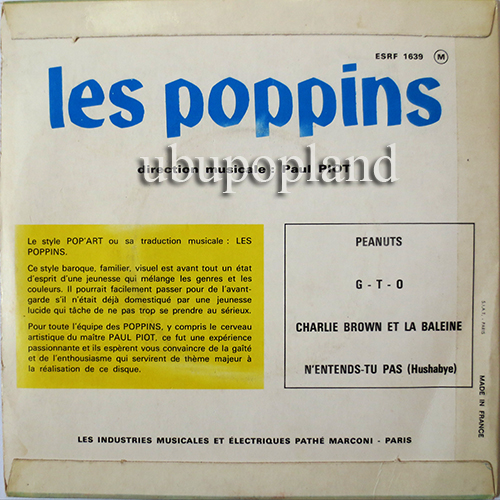 ESRF 1639 M
les poppins
ubupopland
direction musicale : Paul PIOT
Le style POP'ART ou sa traduction musicale : LES
POPPINS.
Ce style baroque, familier, visuel est avant tout un état
d'esprit d'une jeunesse qui mélange les genres et les
couleurs. Il pourrait facilement passer pour de l'avant-
garde s'il n'était déjà domestiqué par une jeunesse
lucide qui tâche de ne pas trop se prendre au sérieux.
Pour toute l'équipe des POPPINS, y compris le cerveau
artistique du maître PAUL PIOT, ce fut une expérience
passionnante et ils espèrent vous convaincre de la gaîté
et de l'enthousiasme qui servirent de thème majeur à
la réalisation de ce disque.
PEANUTS
G - T - O
CHARLIE BROWN ET LA BALEINE
N'ENTENDS-TU PAS (Hushabye)
MADE IN FRANCE
LES INDUSTRIES MUSICALES ET ÉLECTRIQUES PATHÉ MARCONI - PARIS